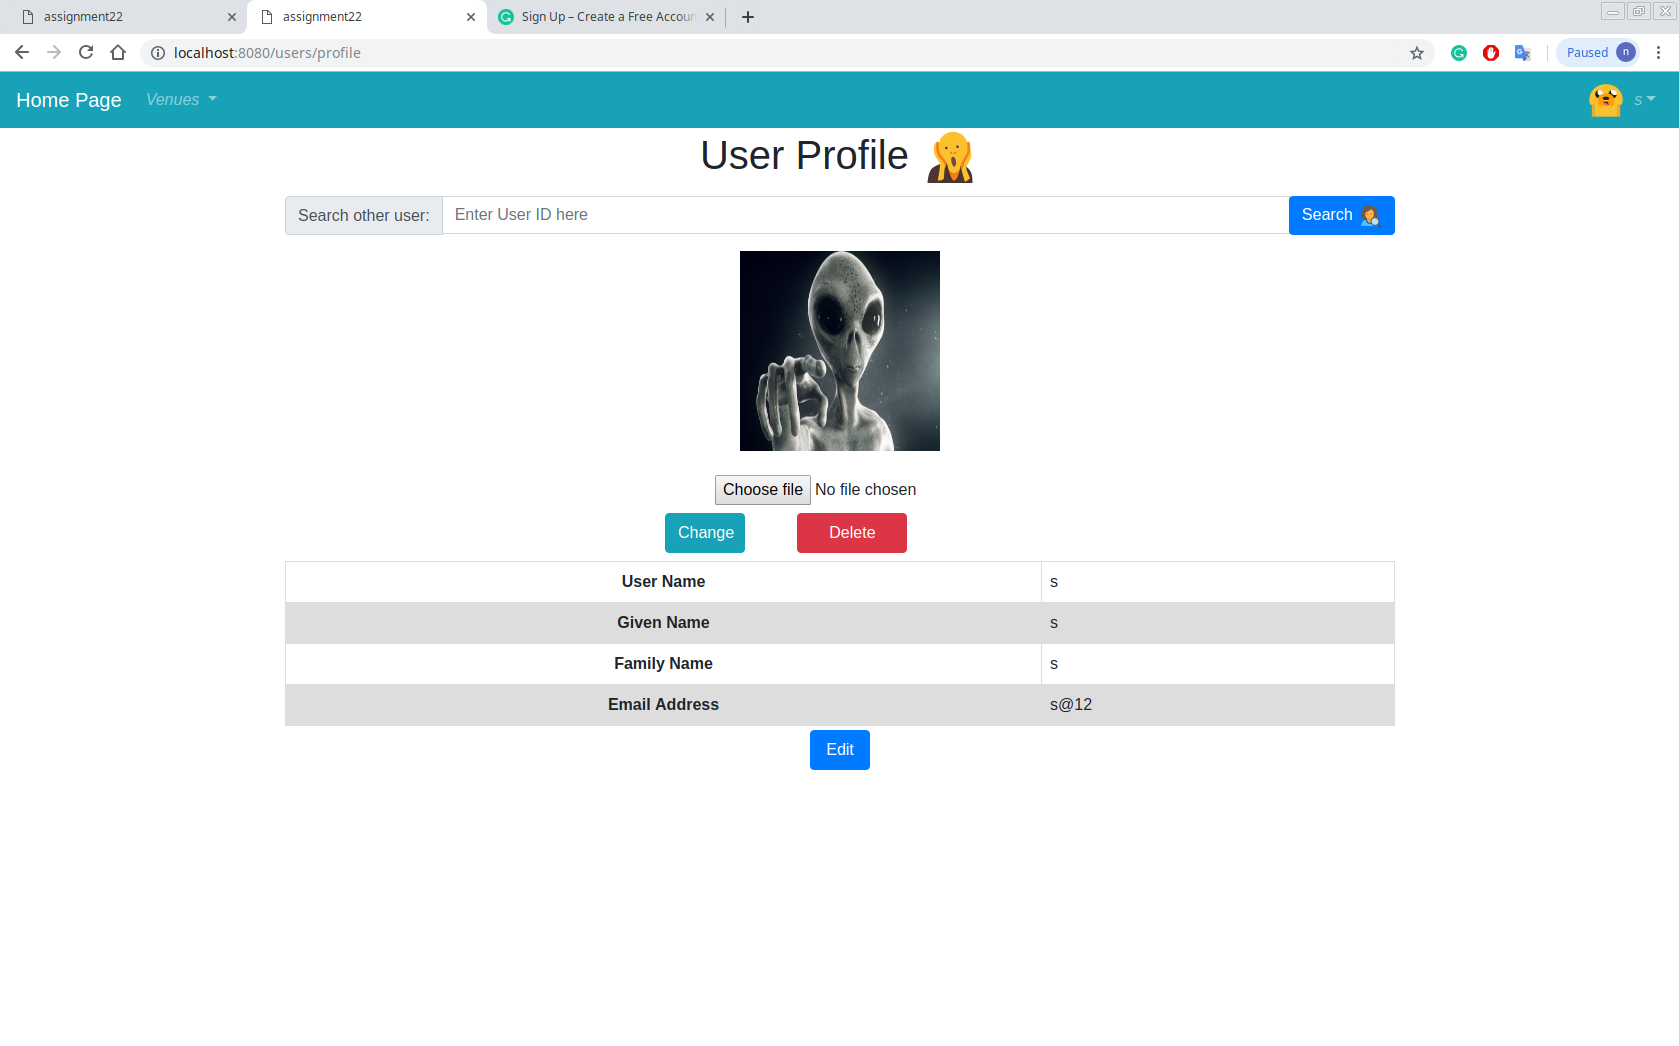 assignment22
assignment22
Sign Up – Create a Free Accoun
localhost:8080/users/profile
Paused n
Home Page Venues s
User Profile
Search other user: Enter User ID here Search
Choose file No file chosen
Change Delete
User Name s
Given Name s
Family Name s
Email Address s@12
Edit